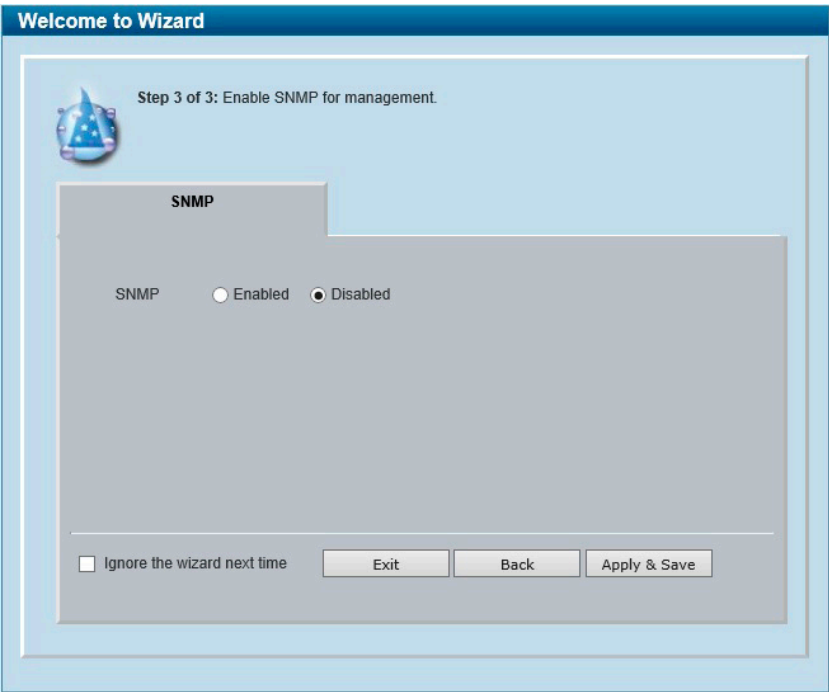 Welcome to Wizard
Step 3 of 3: Enable SNMP for management.
SNMP
SNMP Enabled Disabled
Ignore the wizard next time Exit Back Apply & Save